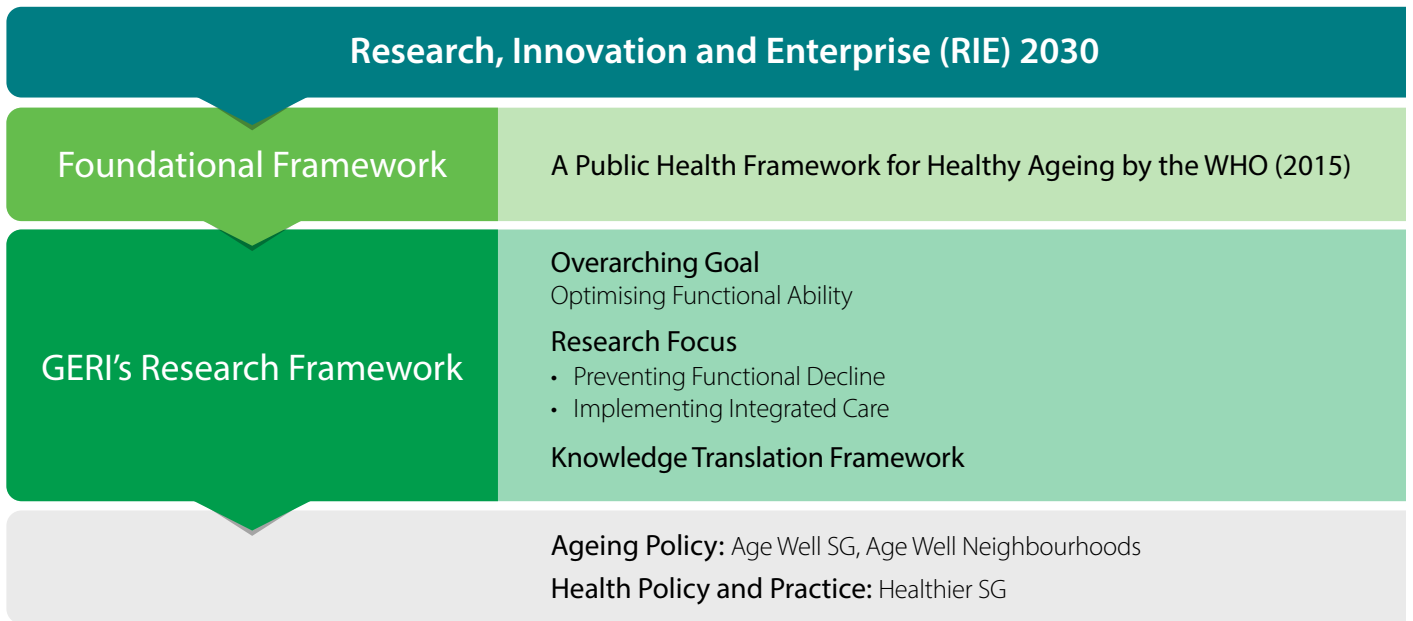 Research, Innovation and Enterprise (RIE) 2030
Foundational Framework
A Public Health Framework for Healthy Ageing by the WHO (2015)
GERI's Research Framework
Overarching Goal
Optimising Functional Ability
Research Focus
• Preventing Functional Decline
• Implementing Integrated Care
Knowledge Translation Framework
Ageing Policy: Age Well SG, Age Well Neighbourhoods
Health Policy and Practice: Healthier SG